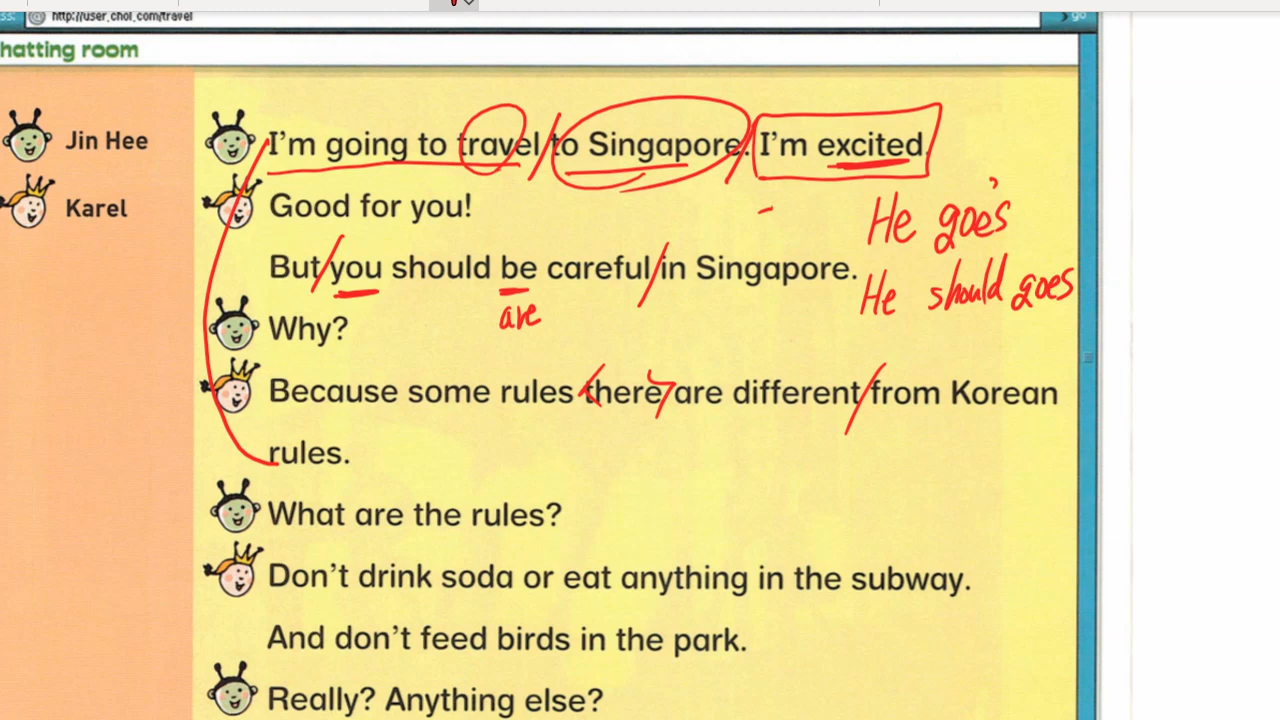 ss: @ http://user.chol.com/travel go
hatting room
Jin Hee
Karel
I'm going to travel to Singapore. I'm excited.
Good for you!
He goes
But you should be careful in Singapore.
He should goes
are
Why?
Because some rules there are different from Korean
rules.
What are the rules?
Don't drink soda or eat anything in the subway.
And don't feed birds in the park.
Really? Anything else?